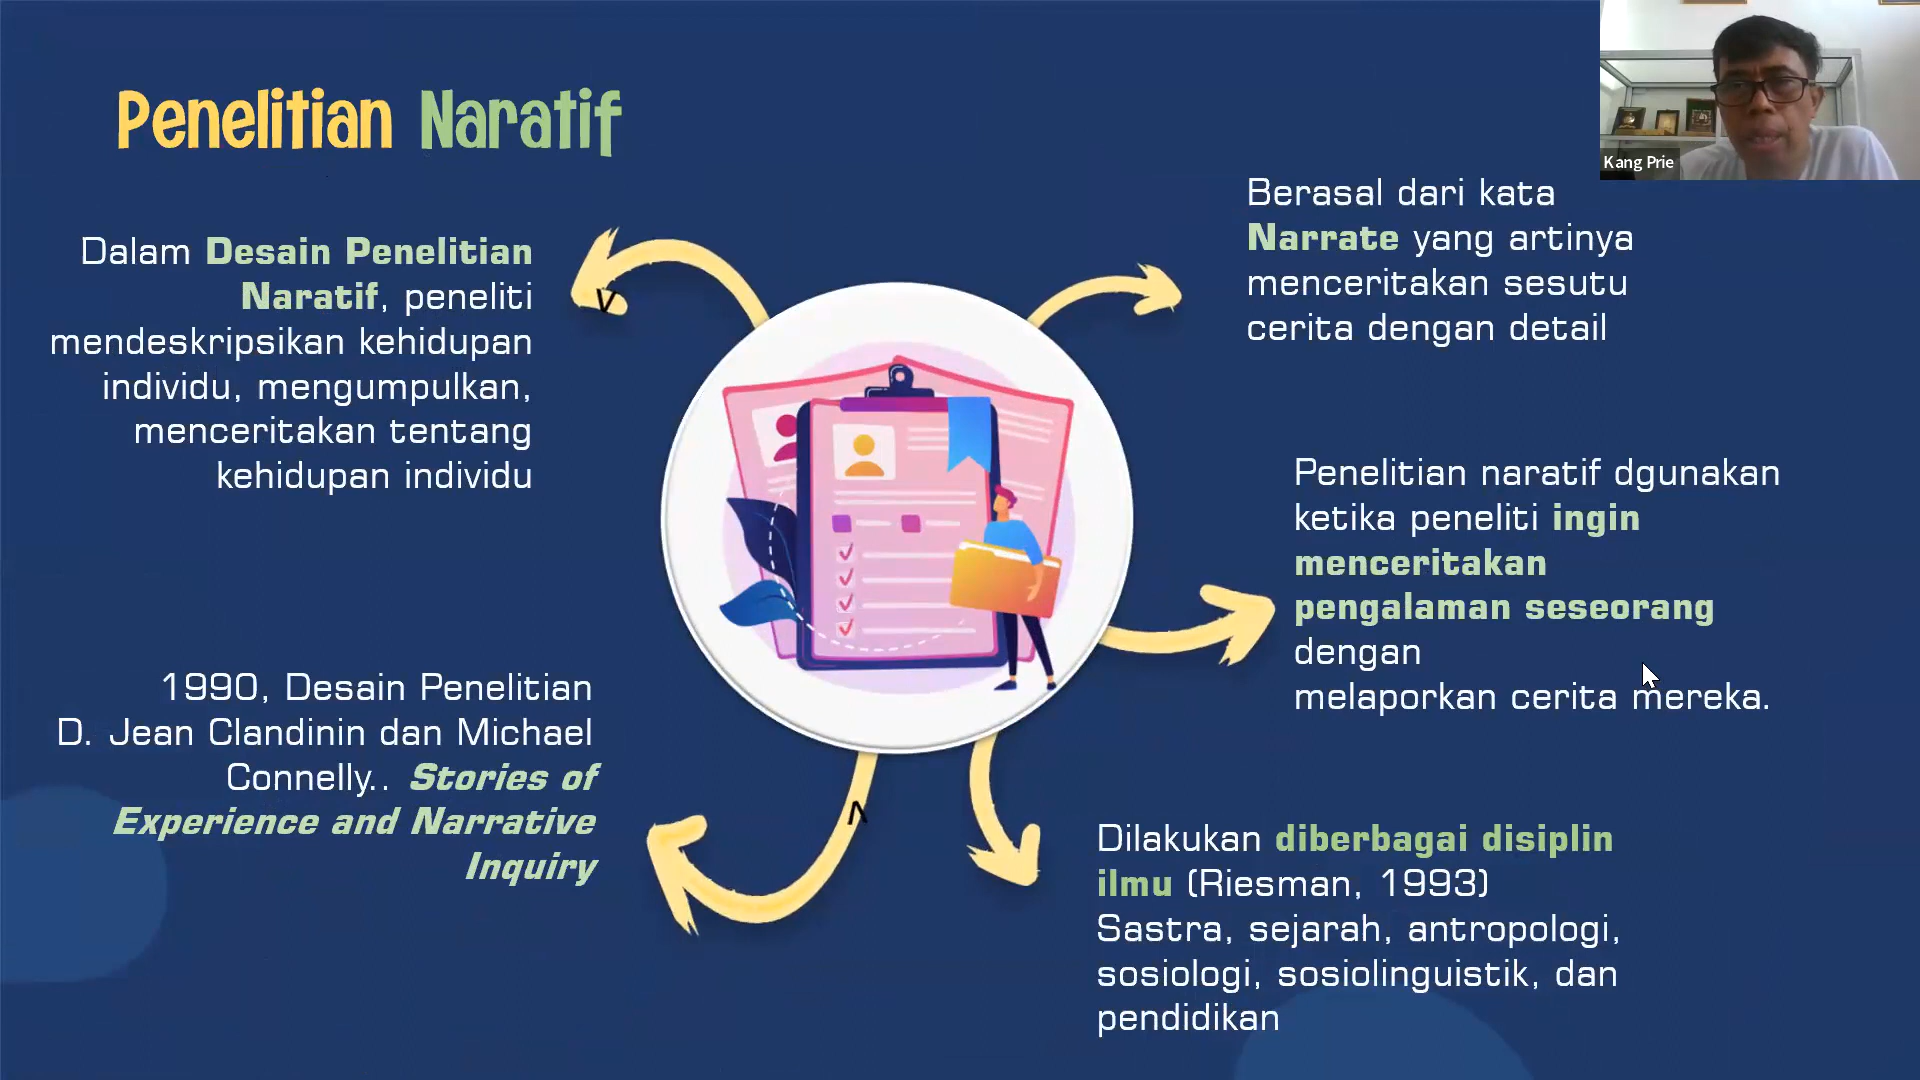 Penelitian Naratif
Kang Prie
Dalam Desain Penelitian
Naratif, peneliti
mendeskripsikan kehidupan
individu, mengumpulkan,
menceritakan tentang
kehidupan individu
1990, Desain Penelitian
D. Jean Clandinin dan Michael
Connelly.. Stories of
Experience and Narrative
Inquiry
Berasal dari kata
Narrate yang artinya
menceritakan sesutu
cerita dengan detail
Penelitian naratif dgunakan
ketika peneliti ingin
menceritakan
pengalaman seseorang
dengan
melaporkan cerita mereka.
Dilakukan diberbagai disiplin
ilmu (Riesman, 1993)
Sastra, sejarah, antropologi,
sosiologi, sosiolinguistik, dan
pendidikan